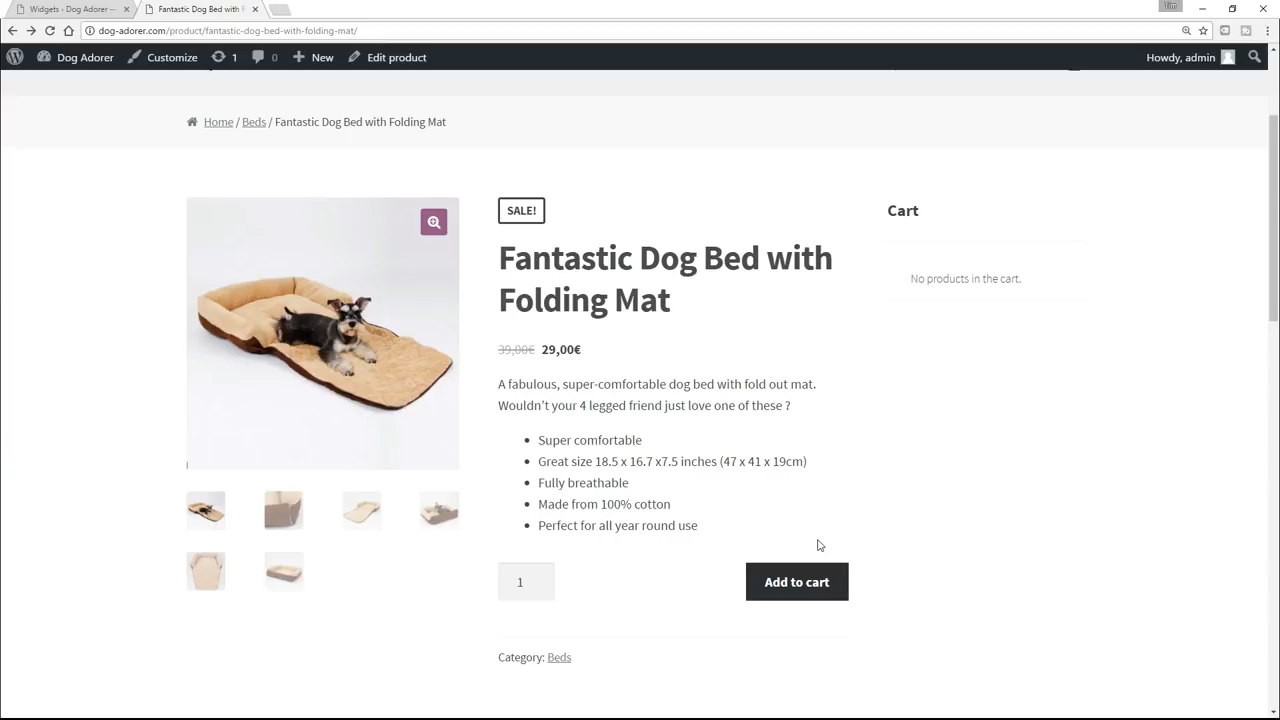 Tim
Widgets ‹ Dog Adorer —
Fantastic Dog Bed with F
dog-adorer.com/product/fantastic-dog-bed-with-folding-mat/
Dog Adorer
Customize
1
0
New
Edit product
Howdy, admin
Home / Beds / Fantastic Dog Bed with Folding Mat
SALE!
Cart
Fantastic Dog Bed with
Folding Mat
No products in the cart.
39,00€ 29,00€
A fabulous, super-comfortable dog bed with fold out mat.
Wouldn't your 4 legged friend just love one of these ?
• Super comfortable
• Great size 18.5 x 16.7 x7.5 inches (47 x 41 x 19cm)
• Fully breathable
• Made from 100% cotton
• Perfect for all year round use
1
Add to cart
Category: Beds